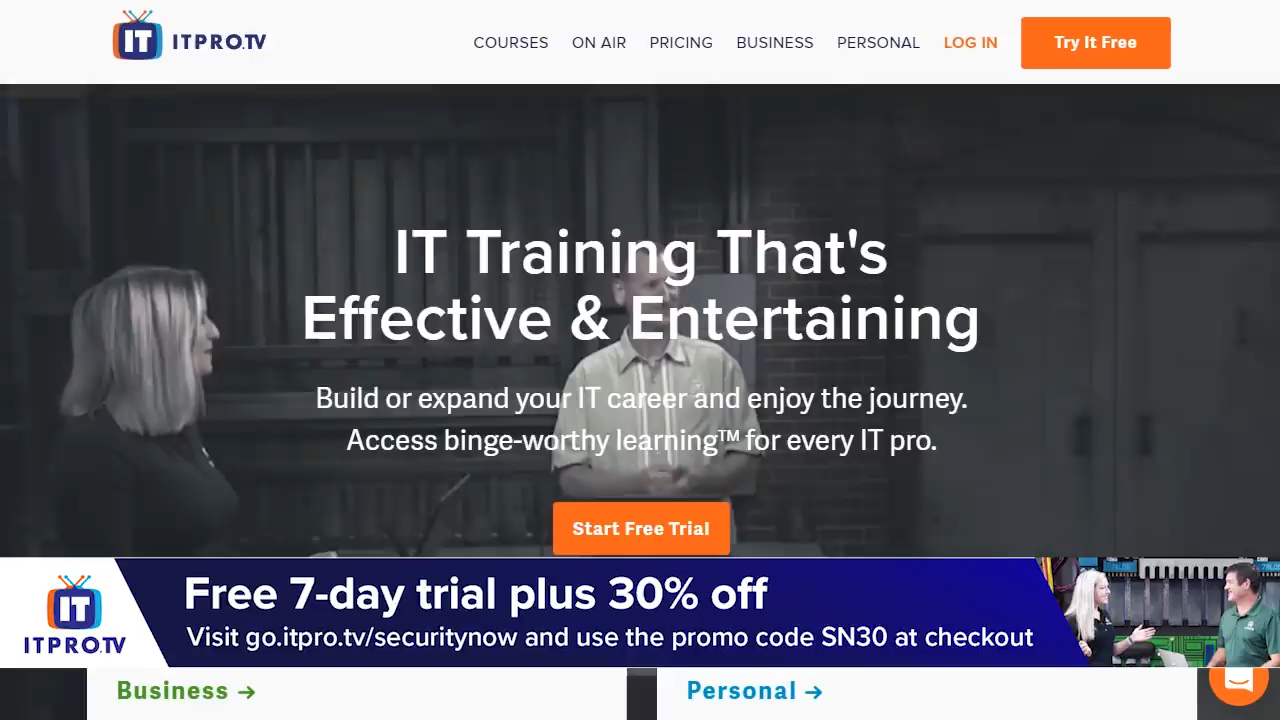 IT ITPRO.TV
COURSES ON AIR PRICING BUSINESS PERSONAL LOG IN Try It Free
IT Training That's
Effective & Entertaining
Build or expand your IT career and enjoy the journey.
Access binge-worthy learning™ for every IT pro.
Start Free Trial
IT
ITPRO.TV
Free 7-day trial plus 30% off
Visit go.itpro.tv/securitynow and use the promo code SN30 at checkout
Business →
Personal →